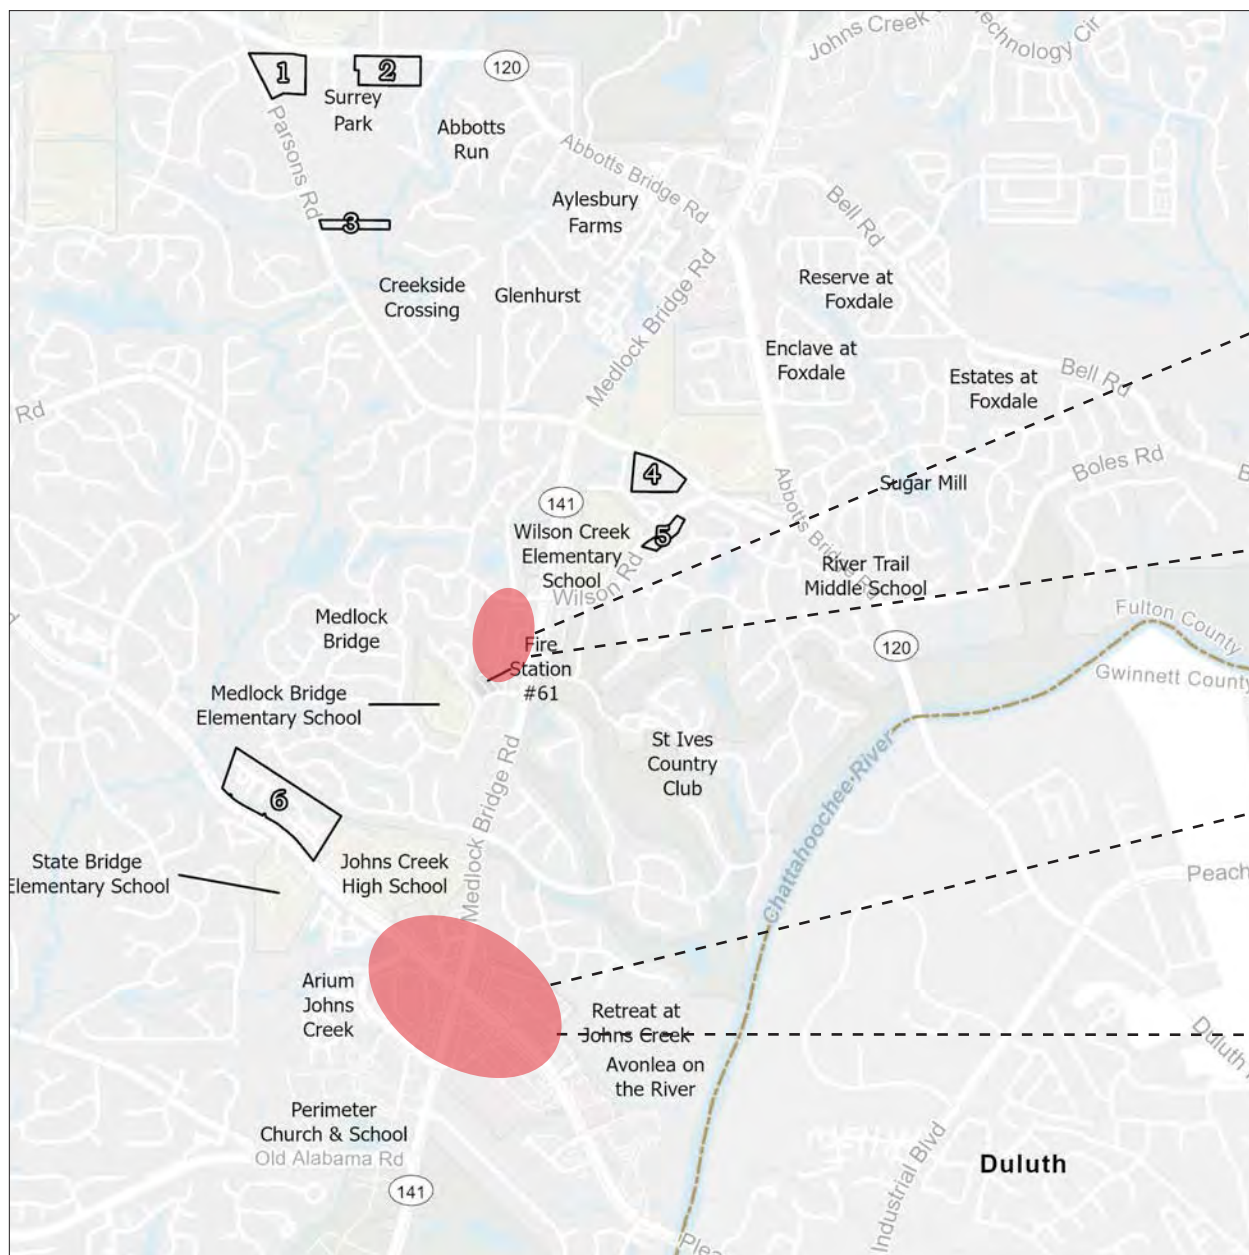 Johns Creek
Technology Cir
1
2
120
Surrey
Park
Abbotts
Run
Parsons Rd
Abbotts Bridge Rd
Aylesbury
Farms
Bell Rd
3
Medlock Bridge Rd
Creekside
Crossing
Glenhurst
Reserve at
Foxdale
Enclave at
Foxdale
Estates at
Foxdale
Bell Rd
Rd
4
Abbotts Bridge Rd
Sugar Mill
Boles Rd
141
5
Wilson Creek
Elementary
School
Wilson Rd
River Trail
Middle School
Medlock
Bridge
Fire
Station
#61
Fulton County
120
Gwinnett County
Medlock Bridge
Elementary School
St Ives
Country
Club
Medlock Bridge Rd
Chattahoochee River
6
State Bridge
Elementary School
Johns Creek
High School
Peach
Arium
Johns
Creek
Retreat at
Johns Creek
Avonlea on
the River
Duluth
Perimeter
Church & School
Old Alabama Rd
141
Industrial Blvd
Duluth
Plea